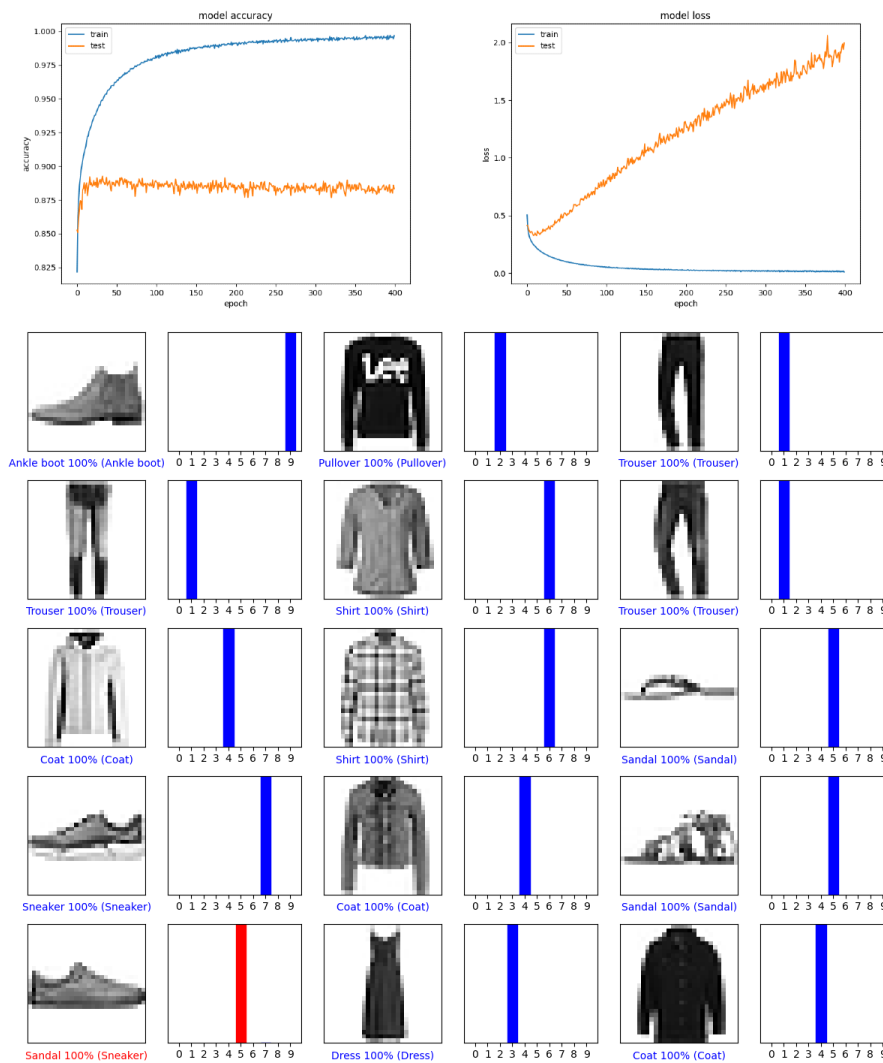 model accuracy
train
test
1.000
0.975
0.950
0.925
0.900
0.875
0.850
0.825
accuracy
0 50 100 150 200 250 300 350 400
epoch
model loss
train
test
2.0
1.5
1.0
0.5
0.0
loss
0 50 100 150 200 250 300 350 400
epoch
Lee
0 1 2 3 4 5 6 7 8 9
0 1 2 3 4 5 6 7 8 9
0 1 2 3 4 5 6 7 8 9
Ankle boot 100% (Ankle boot)
Pullover 100% (Pullover)
Trouser 100% (Trouser)
0 1 2 3 4 5 6 7 8 9
0 1 2 3 4 5 6 7 8 9
0 1 2 3 4 5 6 7 8 9
Trouser 100% (Trouser)
Shirt 100% (Shirt)
Trouser 100% (Trouser)
0 1 2 3 4 5 6 7 8 9
0 1 2 3 4 5 6 7 8 9
0 1 2 3 4 5 6 7 8 9
Coat 100% (Coat)
Shirt 100% (Shirt)
Sandal 100% (Sandal)
0 1 2 3 4 5 6 7 8 9
0 1 2 3 4 5 6 7 8 9
0 1 2 3 4 5 6 7 8 9
Sneaker 100% (Sneaker)
Coat 100% (Coat)
Sandal 100% (Sandal)
0 1 2 3 4 5 6 7 8 9
0 1 2 3 4 5 6 7 8 9
0 1 2 3 4 5 6 7 8 9
Sandal 100% (Sneaker)
Dress 100% (Dress)
Coat 100% (Coat)